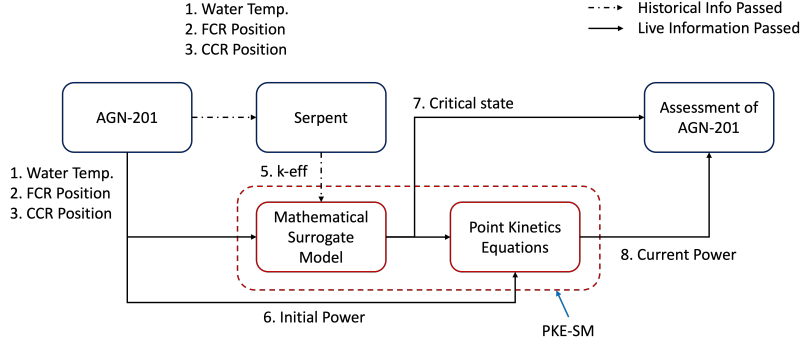 1. Water Temp.
2. FCR Position
3. CCR Position
Historical Info Passed
Live Information Passed
AGN-201
Serpent
7. Critical state
Assessment of
AGN-201
1. Water Temp.
2. FCR Position
3. CCR Position
5. k-eff
Mathematical
Surrogate
Model
Point Kinetics
Equations
8. Current Power
6. Initial Power
PKE-SM